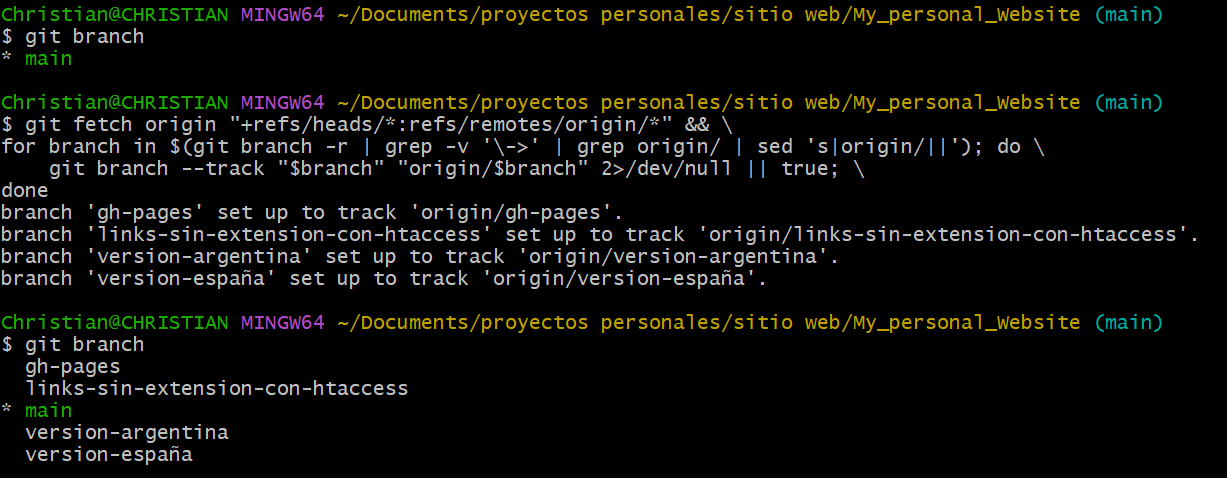 Christian@CHRISTIAN MINGW64 ~/Documents/proyectos personales/sitio web/My_personal_Website (main)
$ git branch
* main
Christian@CHRISTIAN MINGW64 ~/Documents/proyectos personales/sitio web/My_personal_Website (main)
$ git fetch origin "+refs/heads/*:refs/remotes/origin/*" && \
for branch in $(git branch -r | grep -v '\->' | grep origin/ | sed 's|origin/||'); do \
    git branch --track "$branch" "origin/$branch" 2>/dev/null || true; \
done
branch 'gh-pages' set up to track 'origin/gh-pages'.
branch 'links-sin-extension-con-htaccess' set up to track 'origin/links-sin-extension-con-htaccess'.
branch 'version-argentina' set up to track 'origin/version-argentina'.
branch 'version-españa' set up to track 'origin/version-españa'.
Christian@CHRISTIAN MINGW64 ~/Documents/proyectos personales/sitio web/My_personal_Website (main)
$ git branch
  gh-pages
  links-sin-extension-con-htaccess
* main
  version-argentina
  version-españa